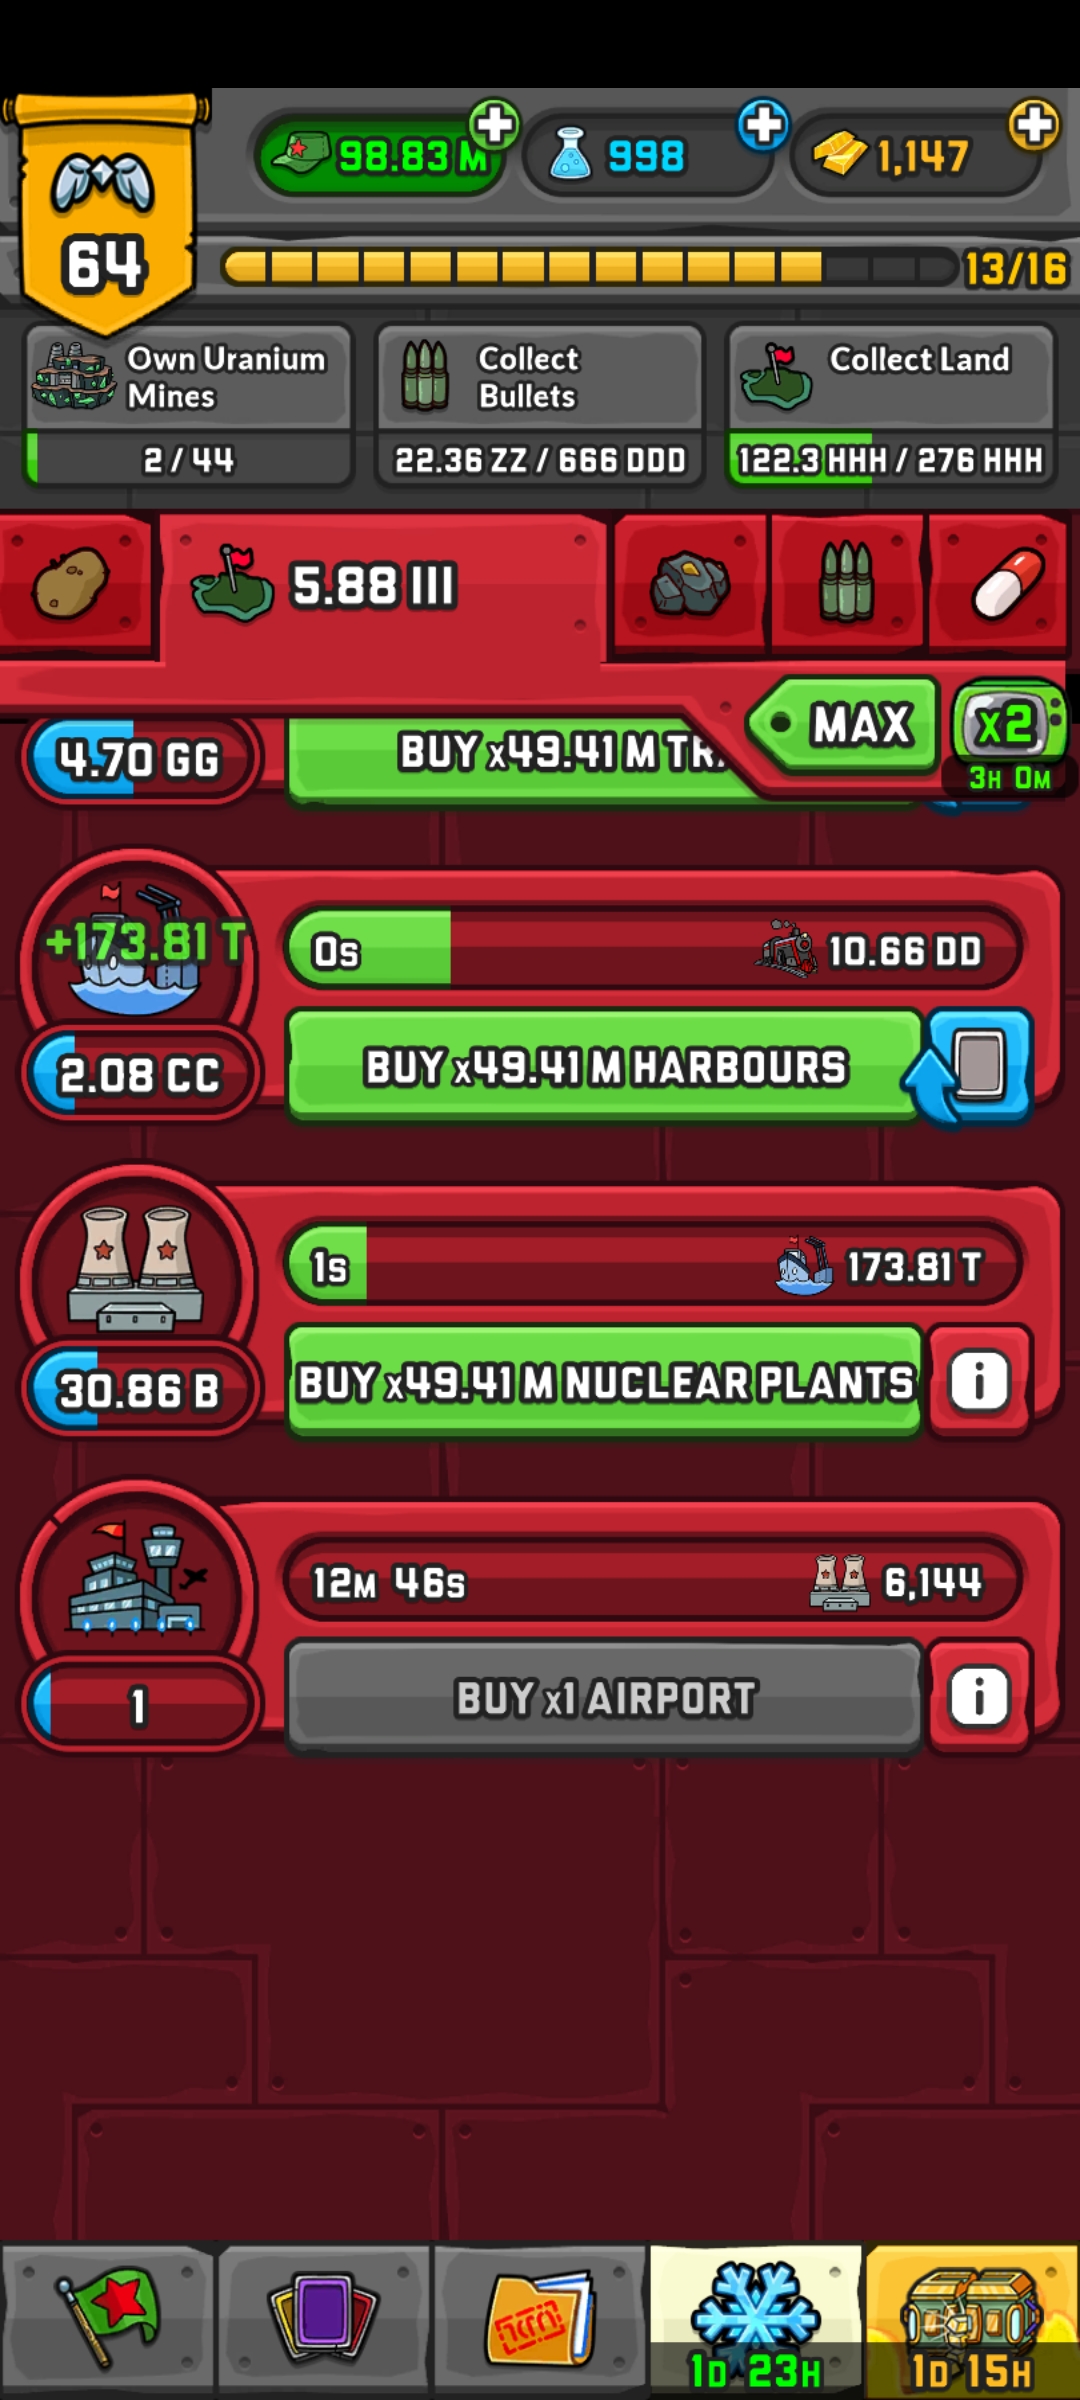 98.83 M
998
1,147
64
13/16
Own Uranium
Mines
Collect
Bullets
Collect Land
2 / 44
22.36 ZZ / 666 DDD
122.3 HHH / 276 HHH
5.88 III
MAX
x2
3H 0M
4.70 GG
BUY x49.41 M
+173.81 T
0s
10.66 DD
2.08 CC
BUY x49.41 M HARBOURS
1s
173.81 T
30.86 B
BUY x49.41 M NUCLEAR PLANTS
i
12M 46s
6,144
1
BUY x1 AIRPORT
i
1D 23H
1D 15H